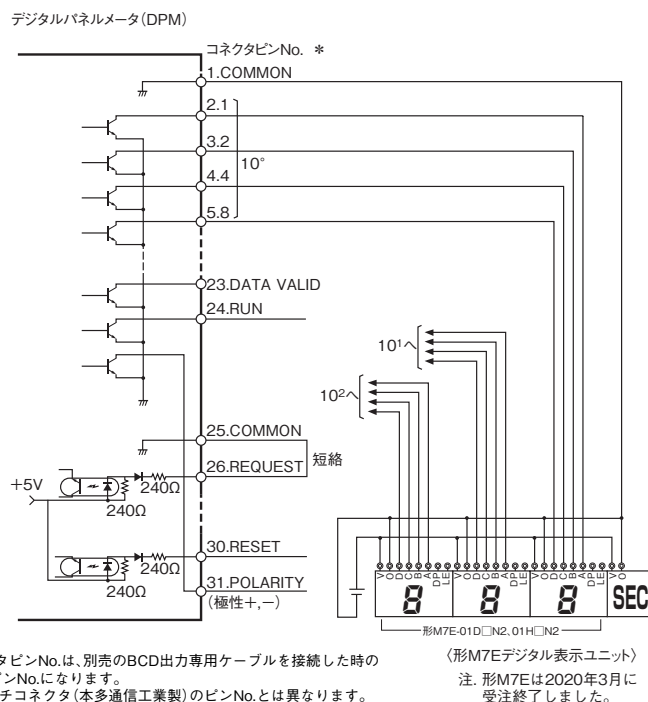 デジタルパネルメータ(DPM)
コネクタピンNo. *
1.COMMON
2.1
3.2
10°
4.4
5.8
23.DATA VALID
24.RUN
10¹へ
10²へ
25.COMMON
短絡
26.REQUEST
+5V
240Ω
240Ω
30.RESET
240Ω
240Ω
31.POLARITY
(極性+,−)
V O D C B A DP LE V O D C B A DP LE V O D C B A DP LE V O
8 8 8 SEC
形M7E-01D□N2、01H□N2
〈形M7Eデジタル表示ユニット〉
注. 形M7Eは2020年3月に
受注終了しました。
タピンNo.は、別売のBCD出力専用ケーブルを接続した時の
ンNo.になります。
チコネクタ(本多通信工業製)のピンNo.とは異なります。